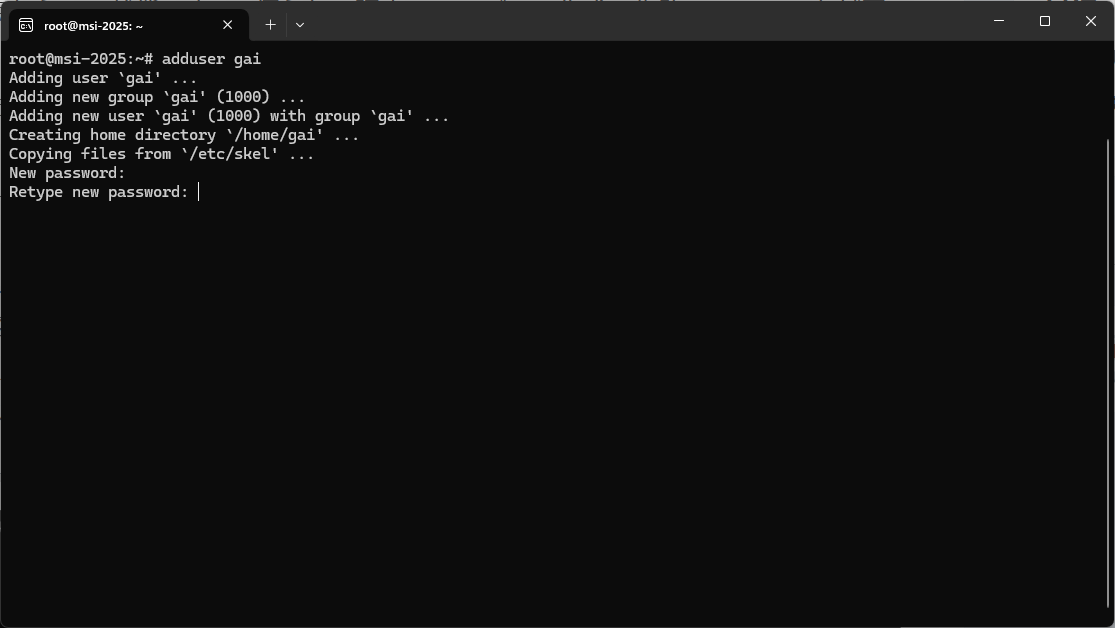 root@msi-2025: ~
root@msi-2025:~# adduser gai
Adding user `gai' ...
Adding new group `gai' (1000) ...
Adding new user `gai' (1000) with group `gai' ...
Creating home directory `/home/gai' ...
Copying files from `/etc/skel' ...
New password:
Retype new password: